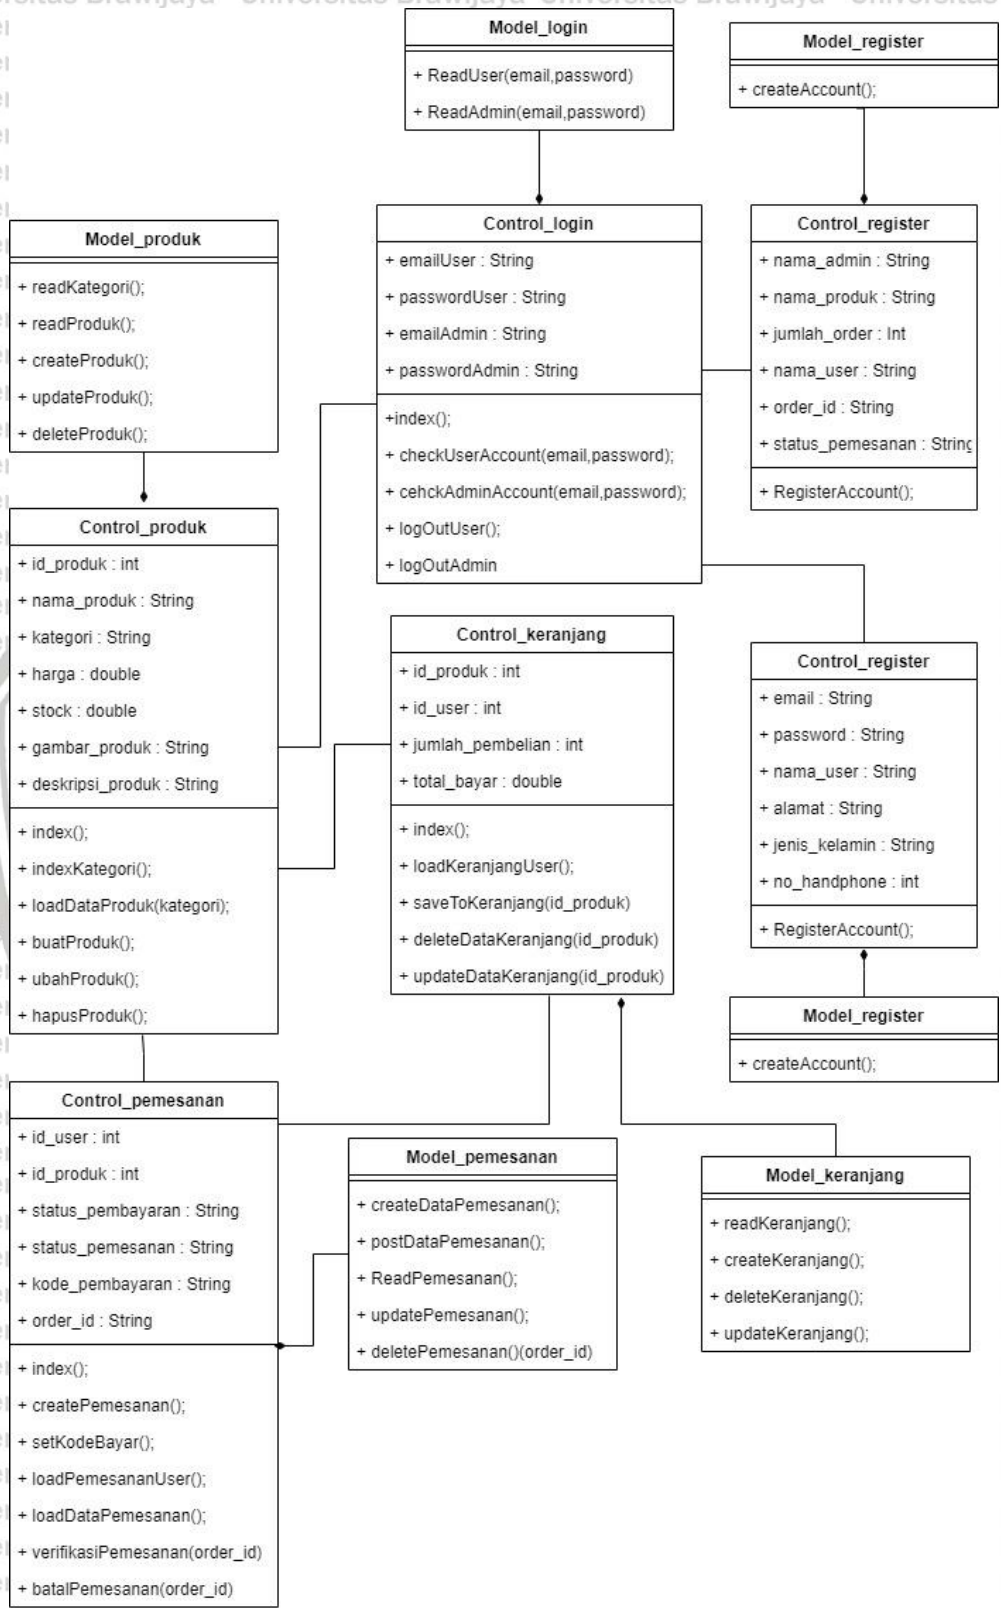 Universitas Brawijaya
Universitas Brawijaya
Universitas Brawijaya
Universitas
Model_login
+ ReadUser(email,password)
+ ReadAdmin(email,password)
Model_register
+ createAccount();
Model_produk
+ readKategori();
+ readProduk();
+ createProduk();
+ updateProduk();
+ deleteProduk();
Control_login
+ emailUser : String
+ passwordUser : String
+ emailAdmin : String
+ passwordAdmin : String
+index();
+ checkUserAccount(email,password);
+ cehckAdminAccount(email,password);
+ logOutUser();
+ logOutAdmin
Control_register
+ nama_admin : String
+ nama_produk : String
+ jumlah_order : Int
+ nama_user : String
+ order_id : String
+ status_pemesanan : String
+ RegisterAccount();
Control_produk
+ id_produk : int
+ nama_produk : String
+ kategori : String
+ harga : double
+ stock : double
+ gambar_produk : String
+ deskripsi_produk : String
+ index();
+ indexKategori();
+ loadDataProduk(kategori);
+ buatProduk();
+ ubahProduk();
+ hapusProduk();
Control_keranjang
+ id_produk : int
+ id_user : int
+ jumlah_pembelian : int
+ total_bayar : double
+ index();
+ loadKeranjangUser();
+ saveToKeranjang(id_produk)
+ deleteDataKeranjang(id_produk)
+ updateDataKeranjang(id_produk)
Control_register
+ email : String
+ password : String
+ nama_user : String
+ alamat : String
+ jenis_kelamin : String
+ no_handphone : int
+ RegisterAccount();
Model_register
+ createAccount();
Control_pemesanan
+ id_user : int
+ id_produk : int
+ status_pembayaran : String
+ status_pemesanan : String
+ kode_pembayaran : String
+ order_id : String
+ index();
+ createPemesanan();
+ setKodeBayar();
+ loadPemesananUser();
+ loadDataPemesanan();
+ verifikasiPemesanan(order_id)
+ batalPemesanan(order_id)
Model_pemesanan
+ createDataPemesanan();
+ postDataPemesanan();
+ ReadPemesanan();
+ updatePemesanan();
+ deletePemesanan()(order_id)
Model_keranjang
+ readKeranjang();
+ createKeranjang();
+ deleteKeranjang();
+ updateKeranjang();